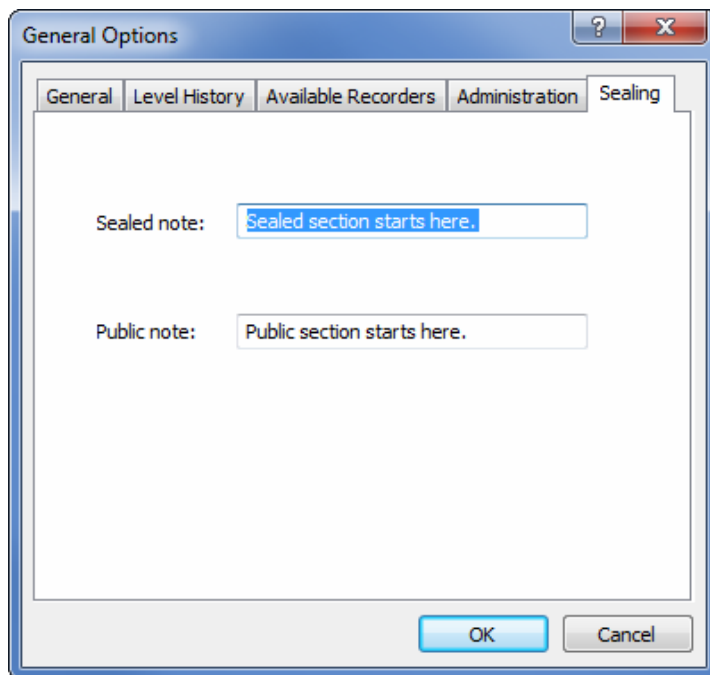 General Options
General Level History Available Recorders Administration Sealing
Sealed note: Sealed section starts here.
Public note: Public section starts here.
OK Cancel